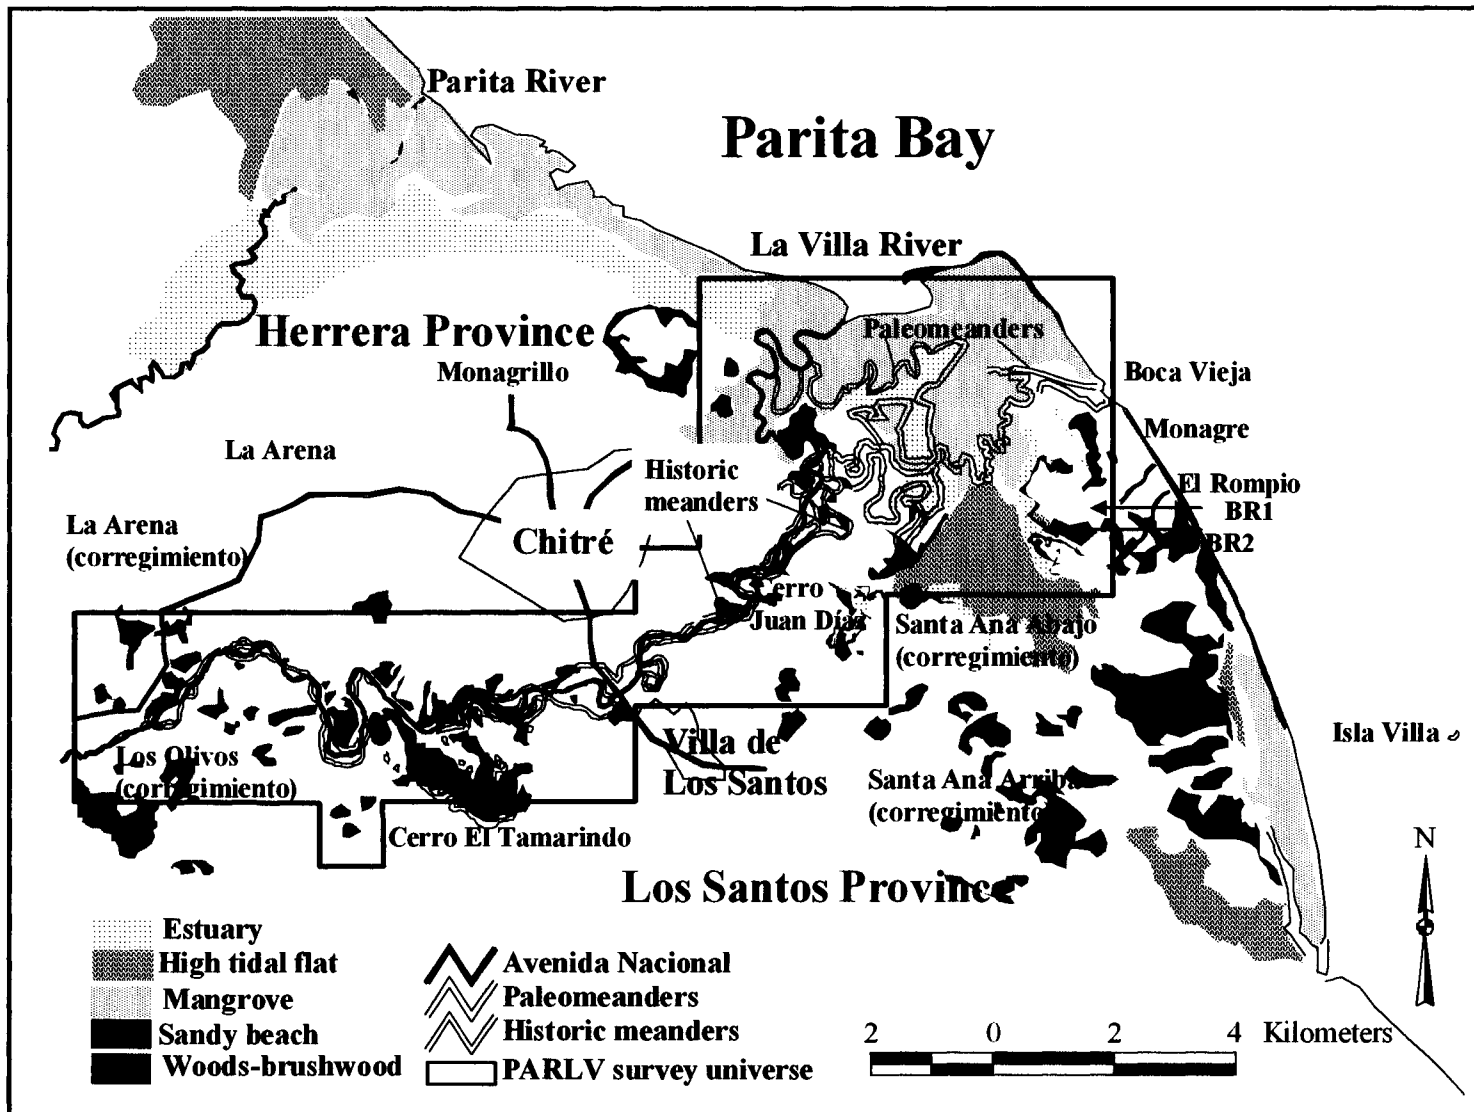 Parita River
Parita Bay
La Villa River
Herrera Province
Paleomeanders
Monagrillo
Boca Vieja
Monagre
La Arena
Historic
meanders
El Rompio
BR1
BR2
La Arena
(corregimiento)
Chitré
Cerro
Juan Díaz
Santa Ana Abajo
(corregimiento)
Isla Villa
Los Olivos
(corregimiento)
Villa de
Los Santos
Santa Ana Arriba
(corregimiento)
Cerro El Tamarindo
Los Santos Province
N
Estuary
High tidal flat
Mangrove
Sandy beach
Woods-brushwood
Avenida Nacional
Paleomeanders
Historic meanders
PARLV survey universe
2 0 2 4 Kilometers